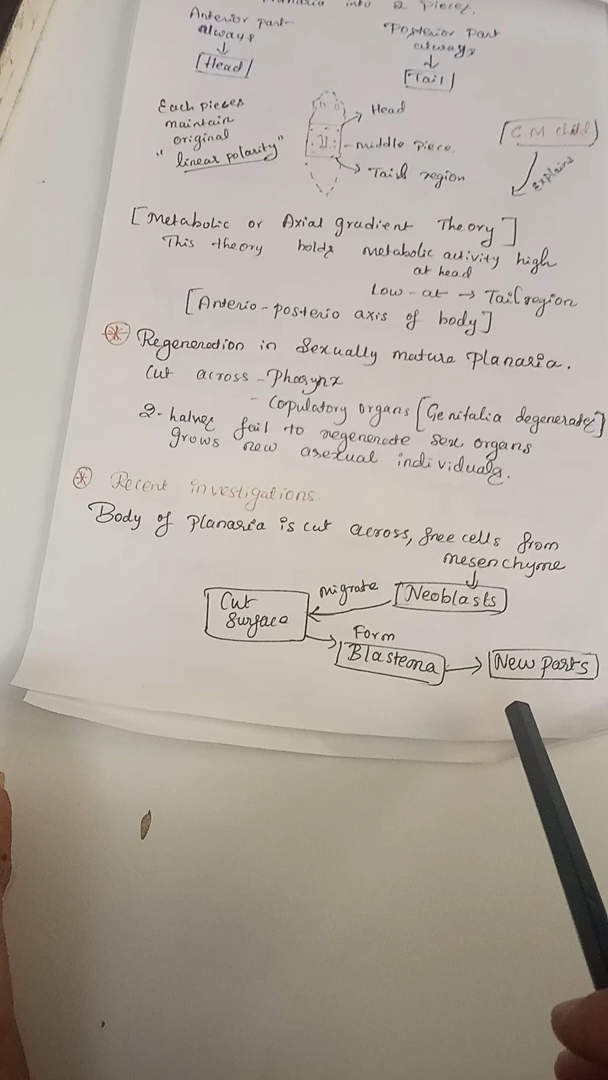 into 2 pieces.
Anterior part
always
↓
[Head]
Posterior part
always
↓
[Tail]
Each pieces
maintain
original
"linear polarity"
Head
middle piece.
Tail region
[C.M child]
Explains
[Metabolic or Axial gradient Theory]
This theory holds metabolic activity high
at head
Low-at → Tail region
[Anterio-posterio axis of body]
Regeneration in Sexually mature Planaria.
Cut across - Pharynx
- Copulatory organs [Genitalia degenerate]
2-halves fail to regenerate sex organs
grows new asexual individuals.
Recent investigations.
Body of Planaria is cut across, free cells from
mesenchyme
↓
Neoblasts
migrate
Cut
Surface
Form
Blastema → New parts